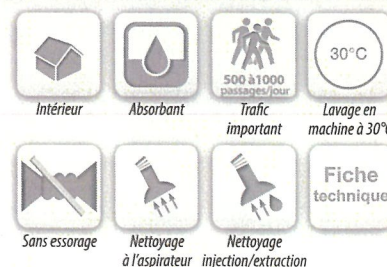 30°C
500 à1000
passages/jour
Intérieur
Absorbant
Trafic
important
Lavage en
machine à 30°C
Fiche
technique
Sans essorage
Nettoyage
à l'aspirateur
Nettoyage
injection/extraction